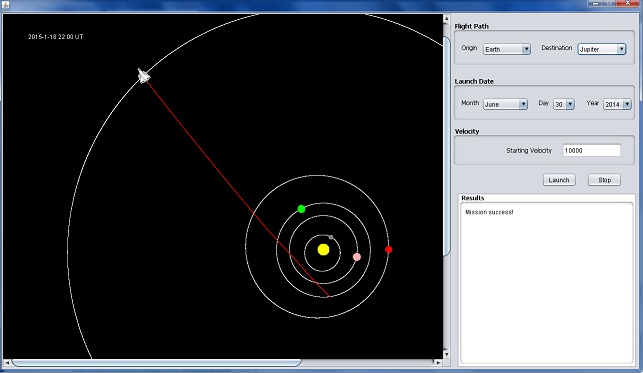 2015-1-18 22:00 UT
Flight Path
Origin Earth Destination Jupiter
Launch Date
Month June Day 30 Year 2014
Velocity
Starting Velocity 10000
Launch Stop
Results
Mission success!